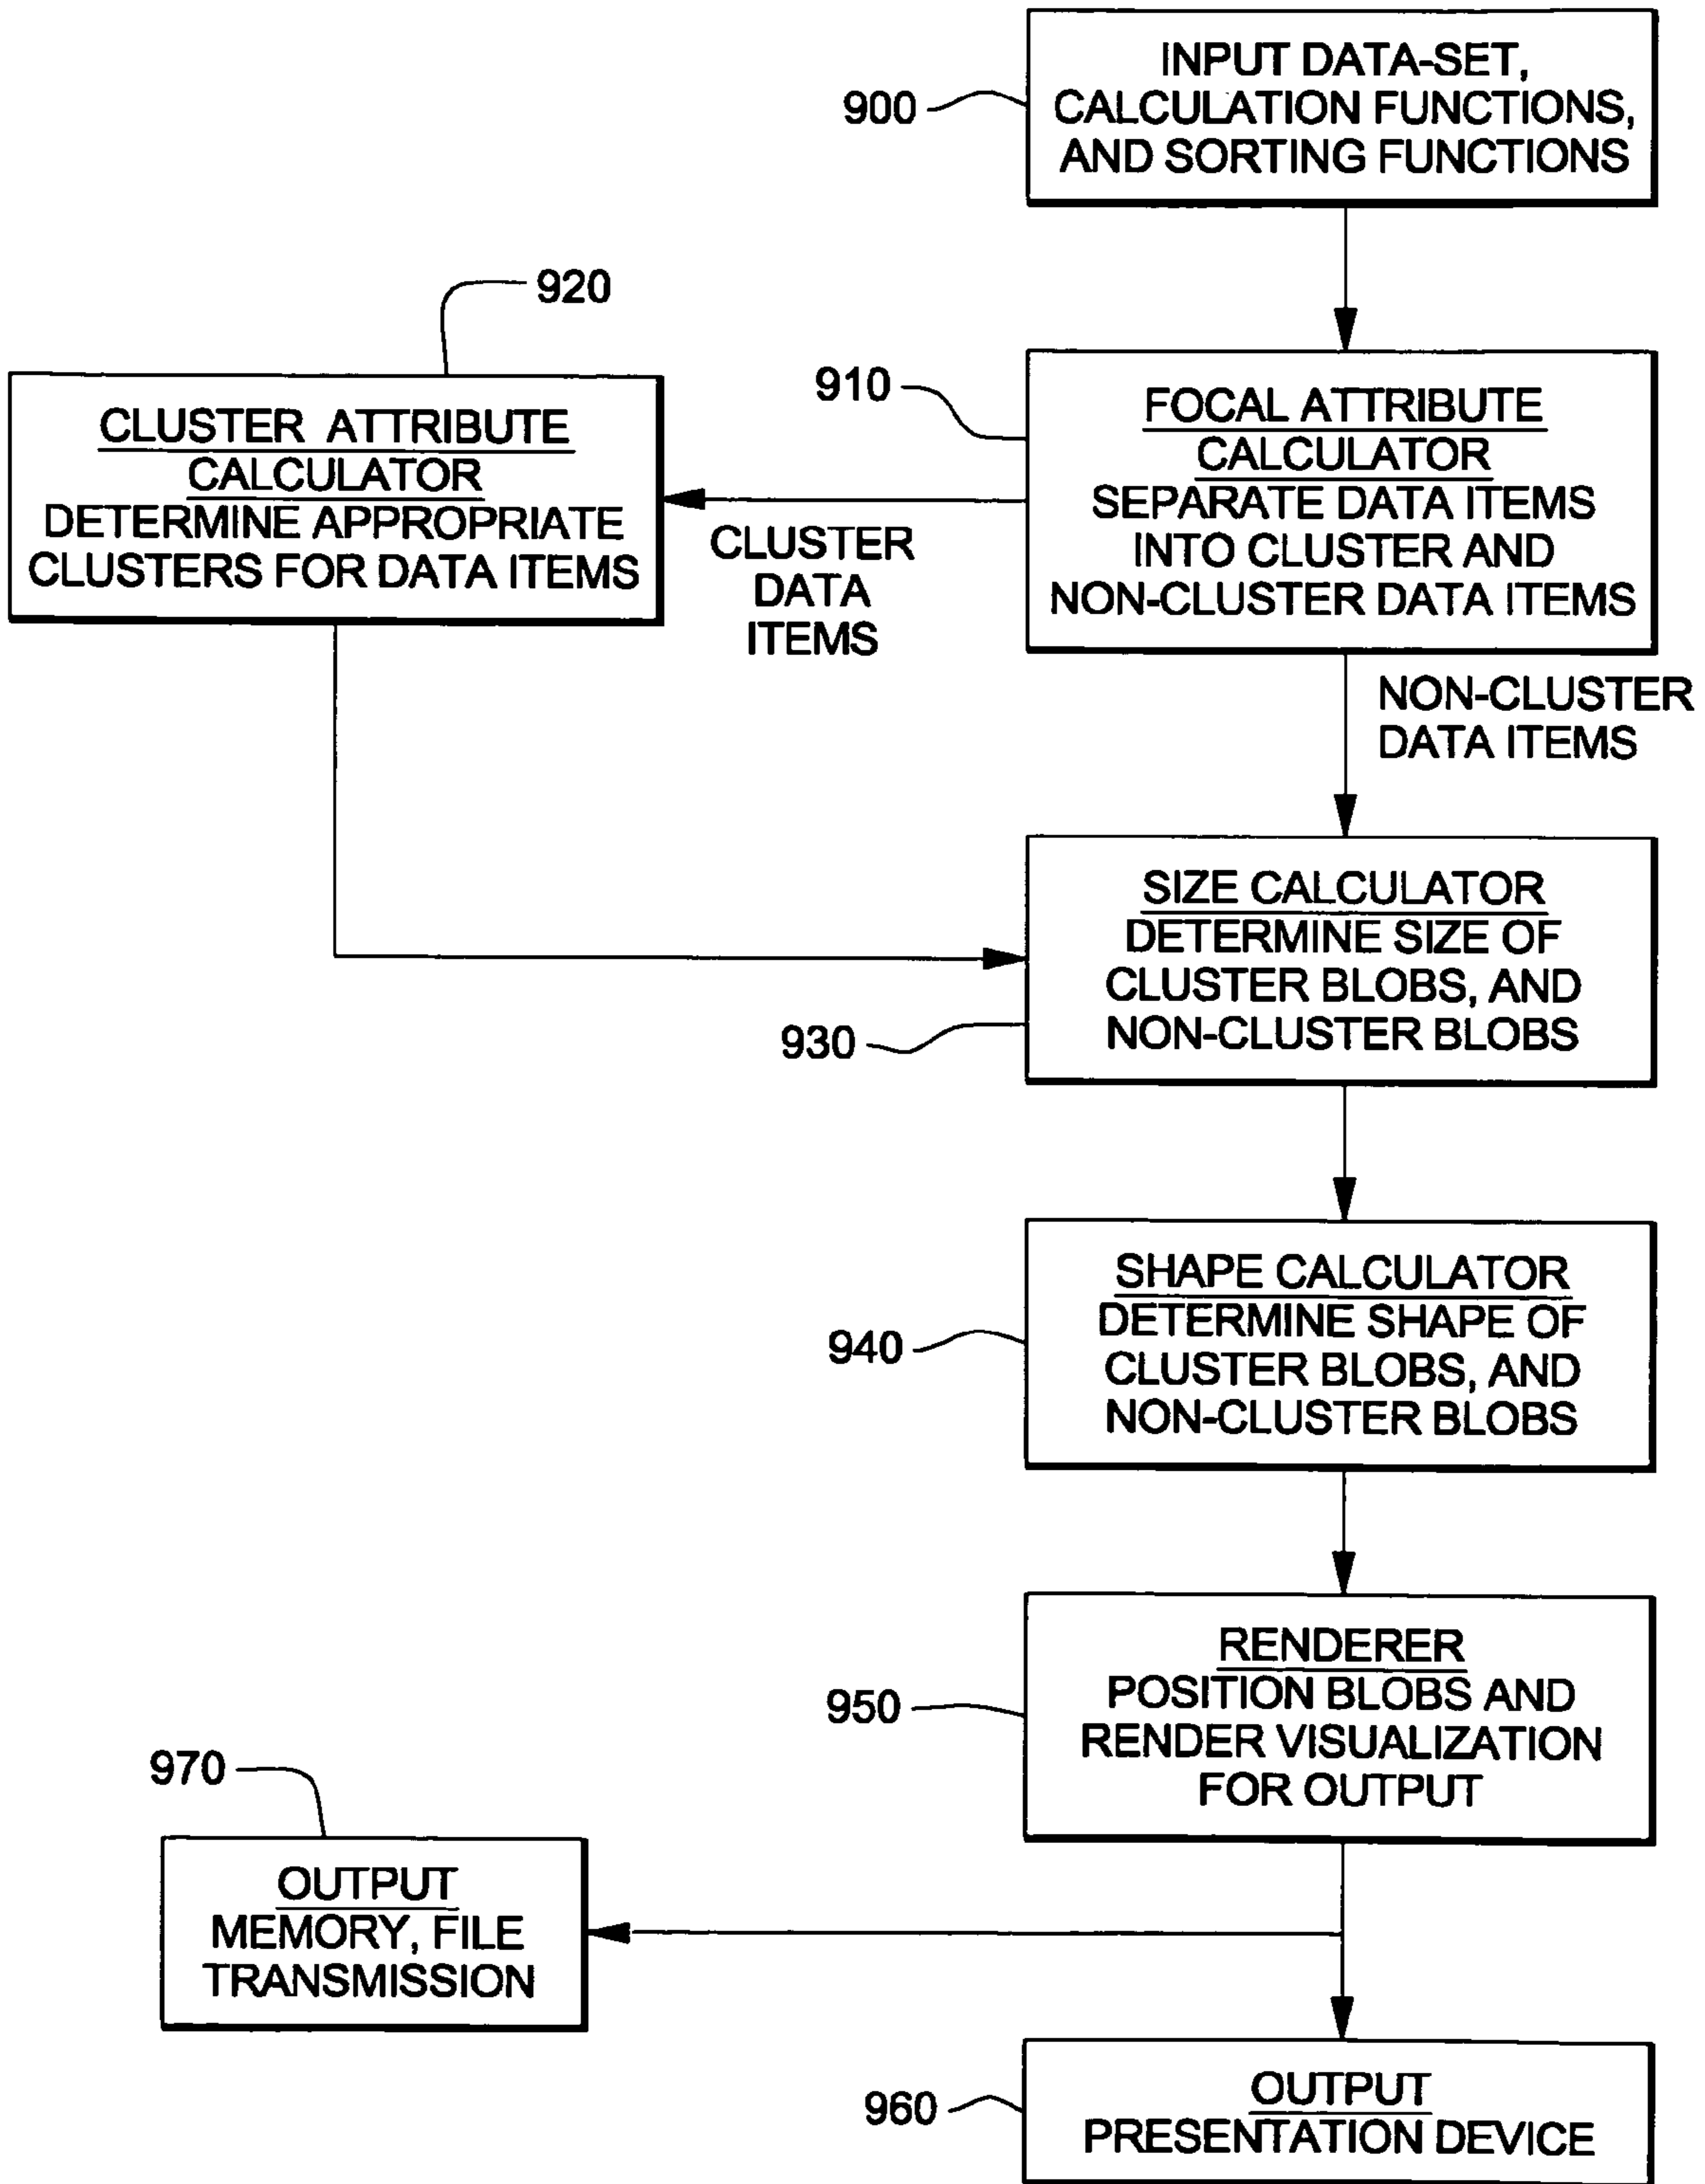 INPUT DATA-SET,
CALCULATION FUNCTIONS,
AND SORTING FUNCTIONS
900
920
CLUSTER ATTRIBUTE
CALCULATOR
DETERMINE APPROPRIATE
CLUSTERS FOR DATA ITEMS
910
FOCAL ATTRIBUTE
CALCULATOR
SEPARATE DATA ITEMS
INTO CLUSTER AND
NON-CLUSTER DATA ITEMS
CLUSTER
DATA
ITEMS
NON-CLUSTER
DATA ITEMS
SIZE CALCULATOR
DETERMINE SIZE OF
CLUSTER BLOBS, AND
NON-CLUSTER BLOBS
930
SHAPE CALCULATOR
DETERMINE SHAPE OF
CLUSTER BLOBS, AND
NON-CLUSTER BLOBS
940
RENDERER
POSITION BLOBS AND
RENDER VISUALIZATION
FOR OUTPUT
950
970
OUTPUT
MEMORY, FILE
TRANSMISSION
960
OUTPUT
PRESENTATION DEVICE